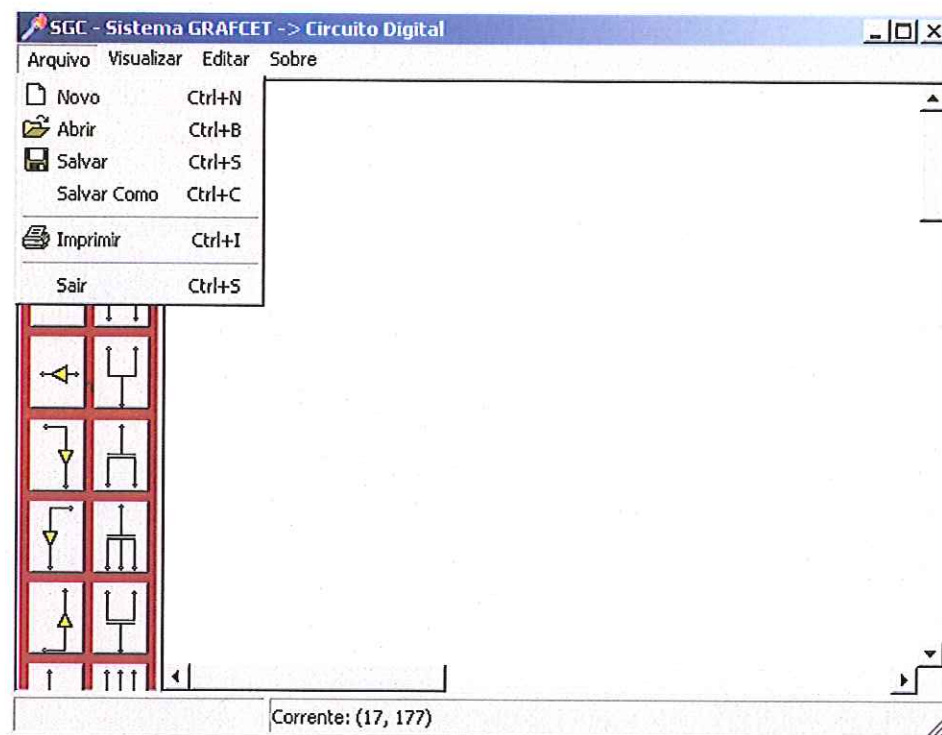 SGC - Sistema GRAFCET -> Circuito Digital
Arquivo Visualizar Editar Sobre
Novo Ctrl+N
Abrir Ctrl+B
Salvar Ctrl+S
Salvar Como Ctrl+C
Imprimir Ctrl+I
Sair Ctrl+S
Corrente: (17, 177)